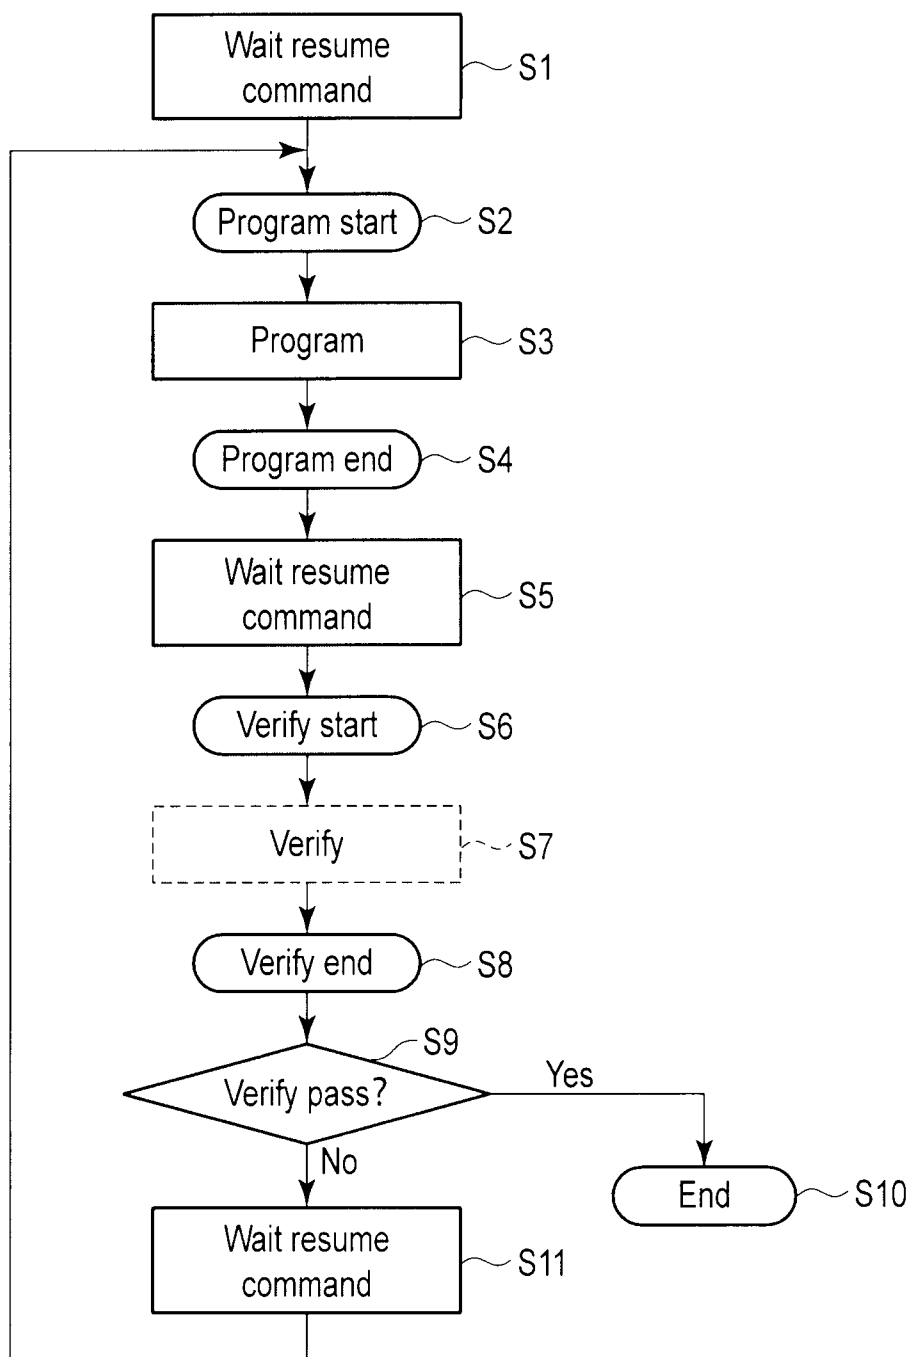 Wait resume
command
S1
Program start
S2
Program
S3
Program end
S4
Wait resume
command
S5
Verify start
S6
Verify
S7
Verify end
S8
S9
Verify pass?
Yes
No
End
S10
Wait resume
command
S11